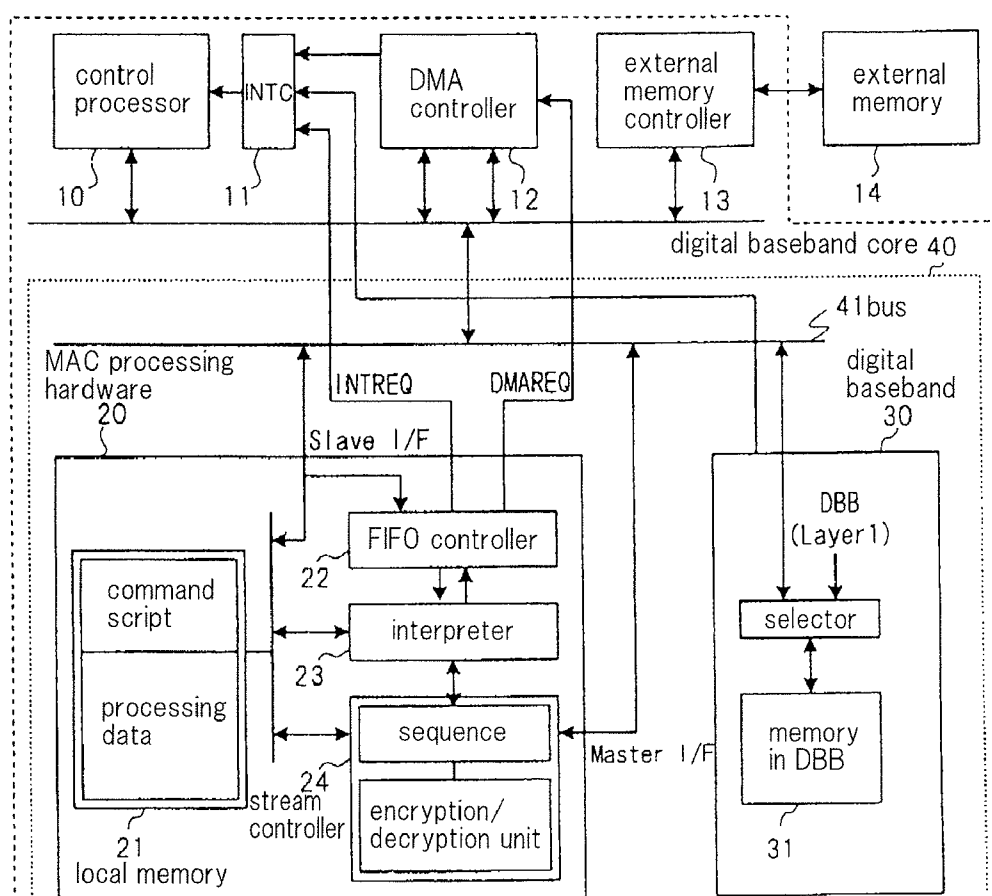 control
processor
10
INTC
11
DMA
controller
12
external
memory
controller
13
external
memory
14
digital baseband core
40
41bus
MAC processing
hardware
20
INTREQ
DMAREQ
digital
baseband
30
Slave I/F
FIFO controller
22
command
script
interpreter
23
processing
data
sequence
24
stream
controller
encryption/
decryption unit
21
local memory
Master I/F
DBB
(Layer1)
selector
memory
in DBB
31